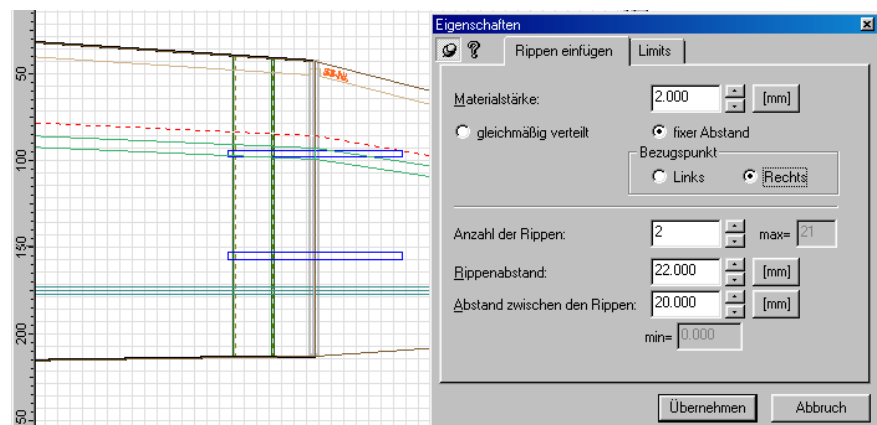 Eigenschaften
Rippen einfügen Limits
Materialstärke: 2.000 [mm]
gleichmäßig verteilt fixer Abstand
Bezugspunkt
Links Rechts
Anzahl der Rippen: 2 max= 21
Rippenabstand: 22.000 [mm]
Abstand zwischen den Rippen: 20.000 [mm]
min= 0.000
Übernehmen Abbruch
50
100
150
200
50